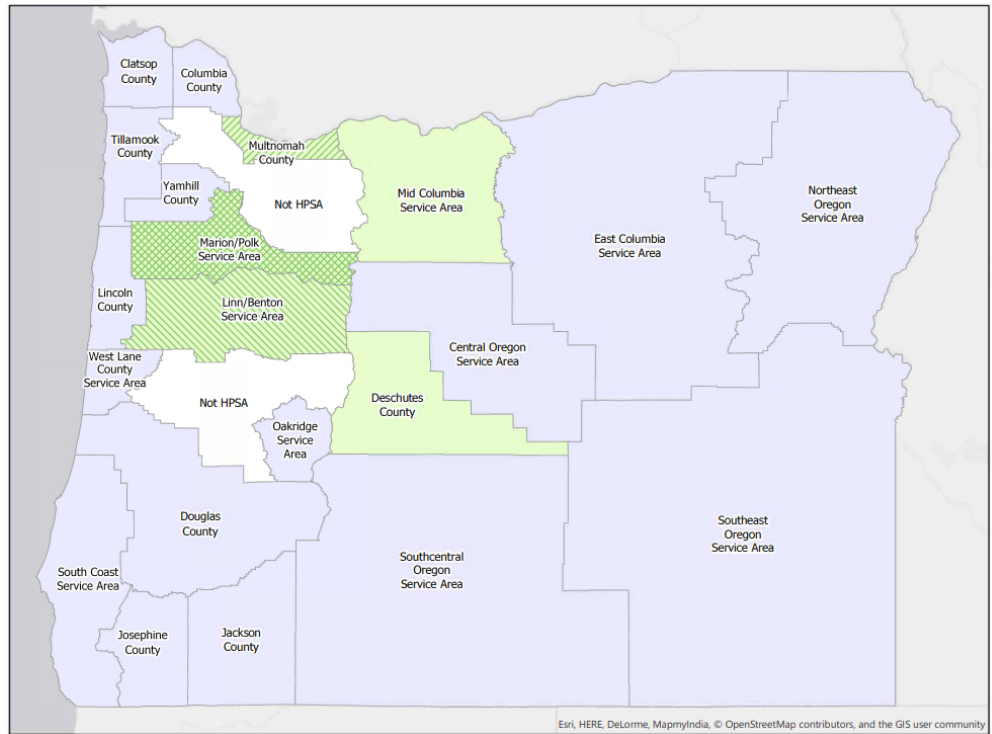 Clatsop
County
Columbia
County
Tillamook
County
Multnomah
County
Yamhill
County
Not HPSA
Mid Columbia
Service Area
Northeast
Oregon
Service Area
East Columbia
Service Area
Marion/Polk
Service Area
Lincoln
County
Linn/Benton
Service Area
West Lane
County
Service Area
Central Oregon
Service Area
Not HPSA
Deschutes
County
Oakridge
Service
Area
Douglas
County
Southeast
Oregon
Service Area
Southcentral
Oregon
Service Area
South Coast
Service Area
Josephine
County
Jackson
County
Esri, HERE, DeLorme, MapmyIndia, © OpenStreetMap contributors, and the GIS user community